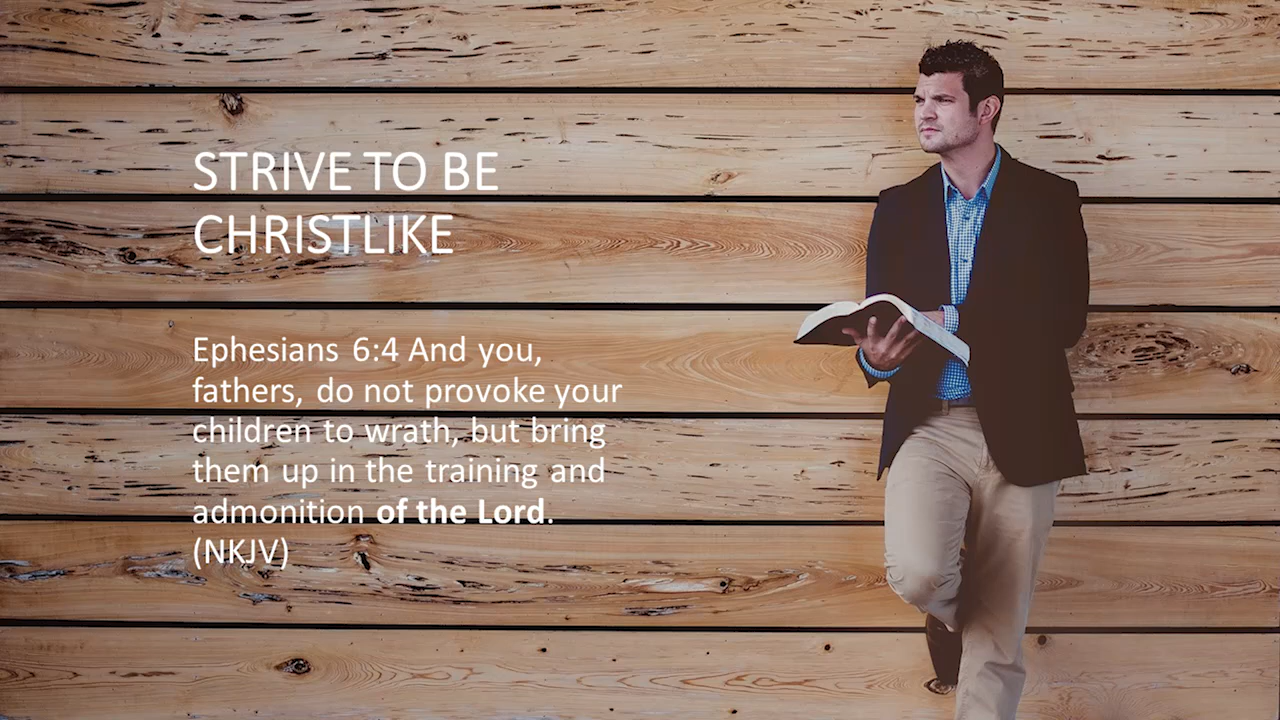 STRIVE TO BE
CHRISTLIKE
Ephesians 6:4 And you,
fathers, do not provoke your
children to wrath, but bring
them up in the training and
admonition of the Lord.
(NKJV)